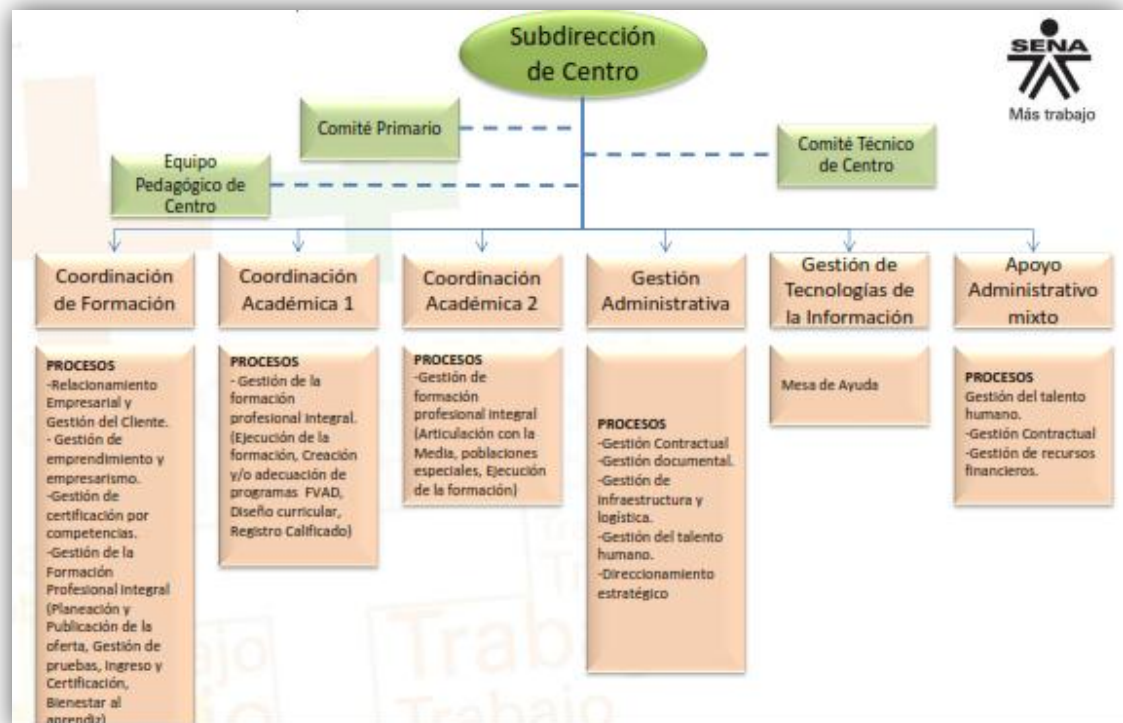 Subdirección
de Centro
SENA
Más trabajo
Comité Primario
Comité Técnico
de Centro
Equipo
Pedagógico de
Centro
Coordinación
de Formación
Coordinación
Académica 1
Coordinación
Académica 2
Gestión
Administrativa
Gestión de
Tecnologías de
la Información
Apoyo
Administrativo
mixto
PROCESOS
-Relacionamiento
Empresarial y
Gestión del Cliente.
- Gestión de
emprendimiento y
empresarismo.
-Gestión de
certificación por
competencias.
-Gestión de la
Formación
Profesional Integral
(Planeación y
Publicación de la
oferta, Gestión de
pruebas, Ingreso y
Certificación,
Bienestar al
aprendiz)
PROCESOS
- Gestión de la
formación
profesional integral.
(Ejecución de la
formación, Creación
y/o adecuación de
programas FVAD,
Diseño curricular,
Registro Calificado)
PROCESOS
-Gestión de
formación
profesional integral
(Articulación con la
Media, poblaciones
especiales, Ejecución
de la formación)
PROCESOS
-Gestión Contractual
-Gestión documental.
-Gestión de
infraestructura y
logística.
-Gestión del talento
humano.
-Direccionamiento
estratégico
Mesa de Ayuda
PROCESOS
Gestión del talento
humano.
-Gestión Contractual
-Gestión de recursos
financieros.
Trabajo